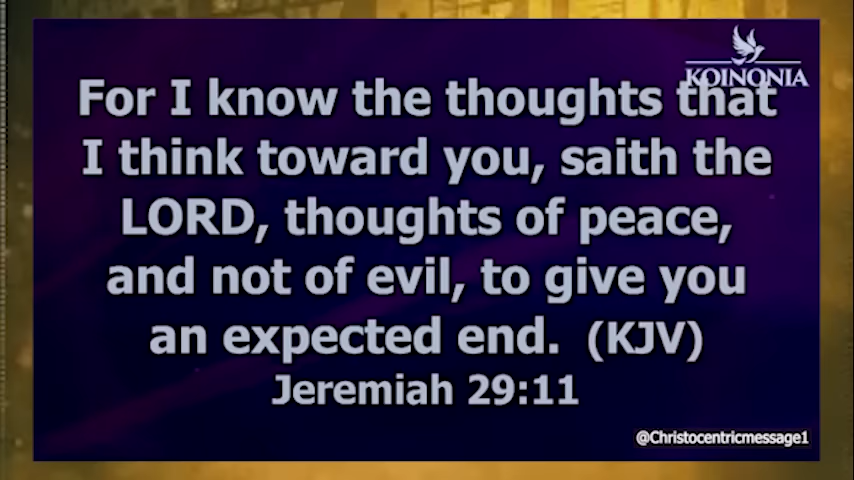 KOINONIA
For I know the thoughts that
I think toward you, saith the
LORD, thoughts of peace,
and not of evil, to give you
an expected end. (KJV)
Jeremiah 29:11
@Christocentricmessage1